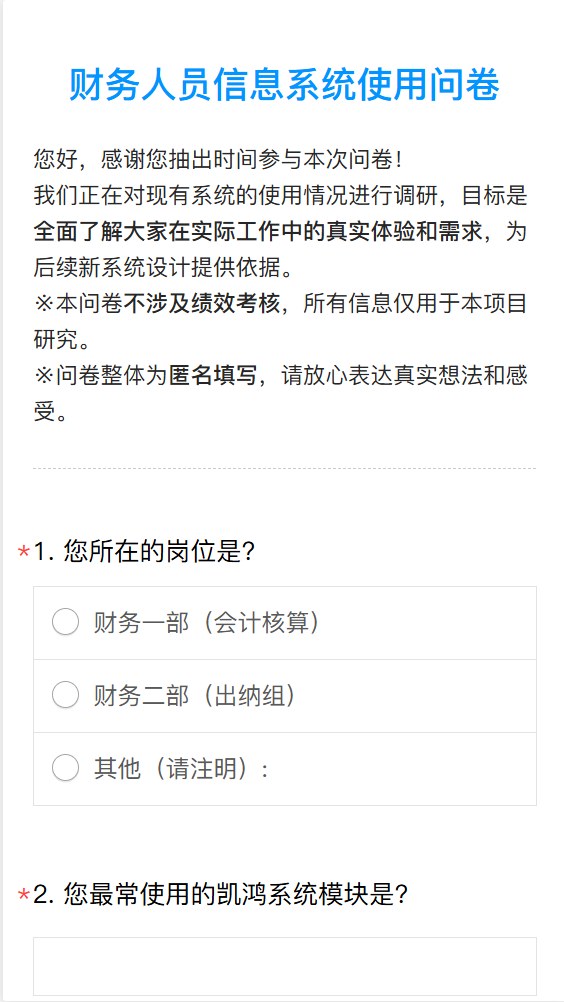 财务人员信息系统使用问卷
您好，感谢您抽出时间参与本次问卷！
我们正在对现有系统的使用情况进行调研，目标是
全面了解大家在实际工作中的真实体验和需求，为
后续新系统设计提供依据。
※本问卷不涉及绩效考核，所有信息仅用于本项目
研究。
※问卷整体为匿名填写，请放心表达真实想法和感
受。
*1. 您所在的岗位是？
财务一部（会计核算）
财务二部（出纳组）
其他（请注明）：
*2. 您最常使用的凯鸿系统模块是？